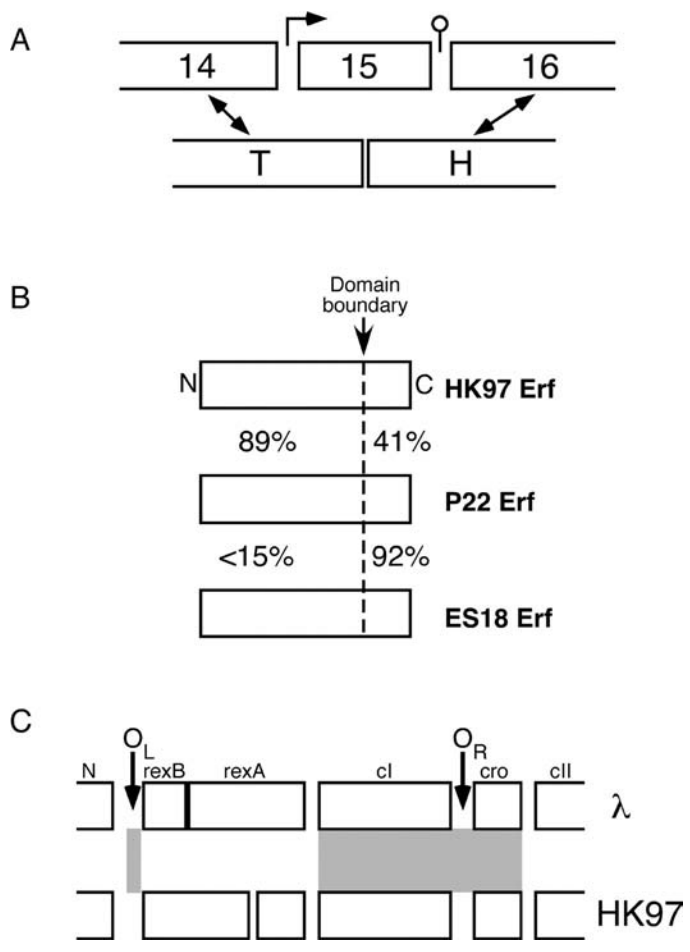 A
14 15 16
T H
B
Domain
boundary
N C HK97 Erf
89% 41%
P22 Erf
<15% 92%
ES18 Erf
C
OL OR
N rexB rexA cI cro cII
λ
HK97